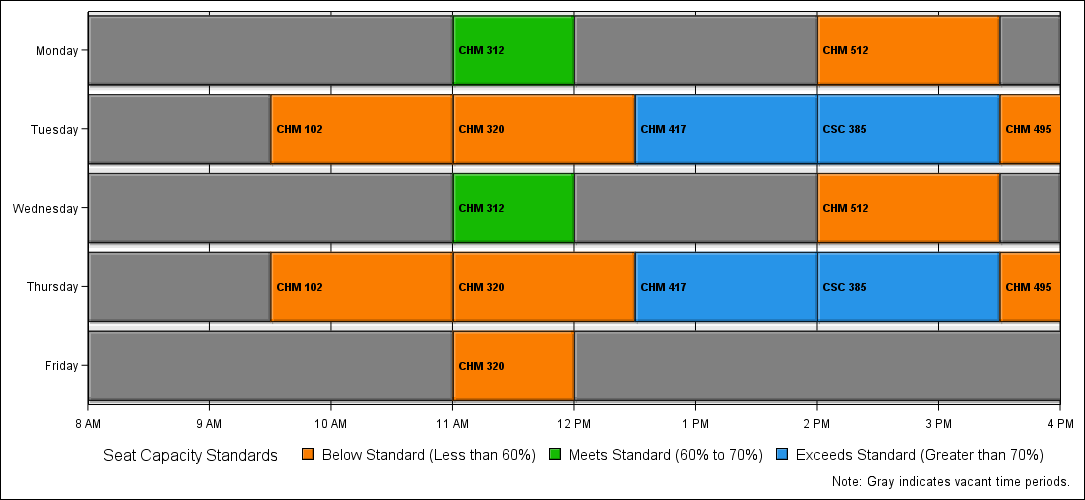 Monday CHM 312 CHM 512
Tuesday CHM 102 CHM 320 CHM 417 CSC 385 CHM 495
Wednesday CHM 312 CHM 512
Thursday CHM 102 CHM 320 CHM 417 CSC 385 CHM 495
Friday CHM 320
8 AM 9 AM 10 AM 11 AM 12 PM 1 PM 2 PM 3 PM 4 PM
Seat Capacity Standards Below Standard (Less than 60%) Meets Standard (60% to 70%) Exceeds Standard (Greater than 70%)
Note: Gray indicates vacant time periods.